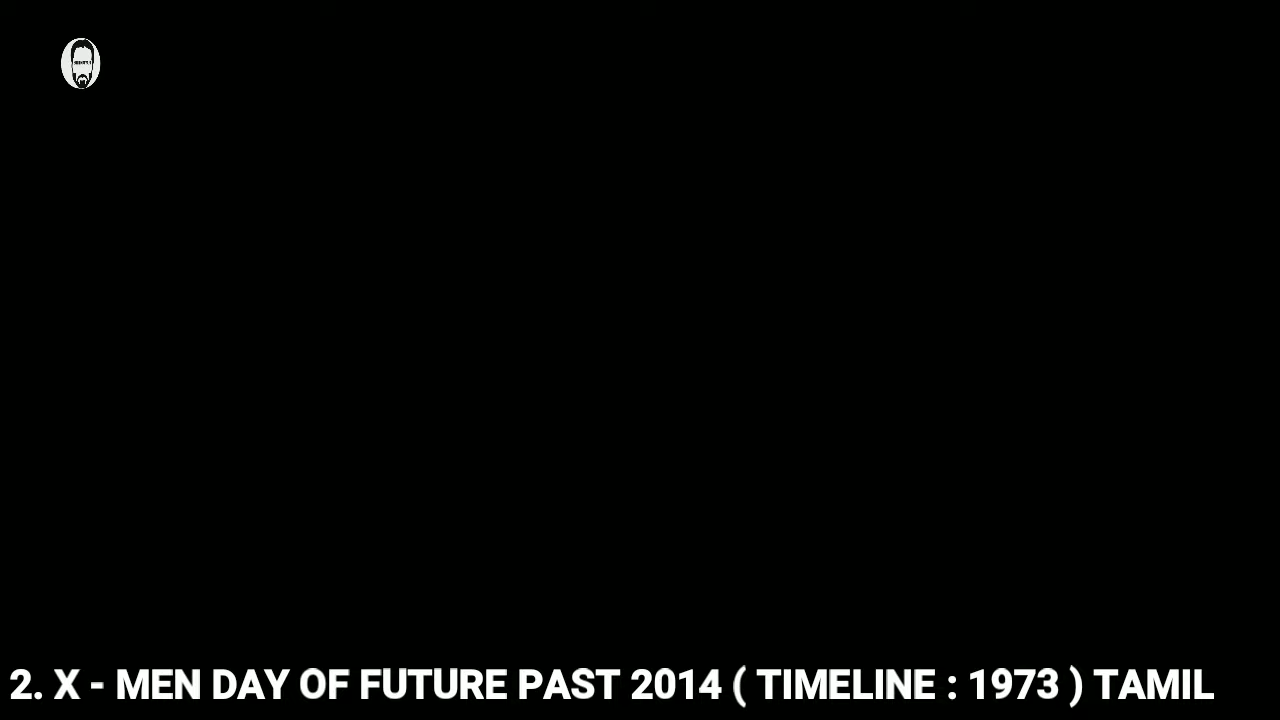 2. X - MEN DAY OF FUTURE PAST 2014 ( TIMELINE : 1973 ) TAMIL